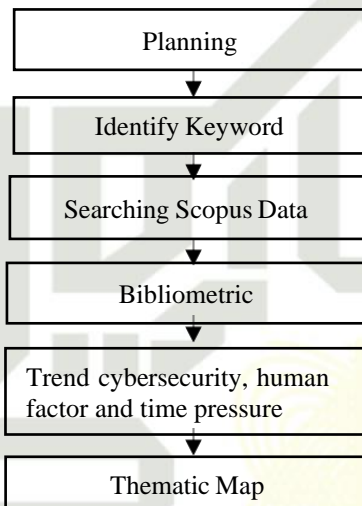 Planning
Identify Keyword
Searching Scopus Data
Bibliometric
Trend cybersecurity, human
factor and time pressure
Thematic Map